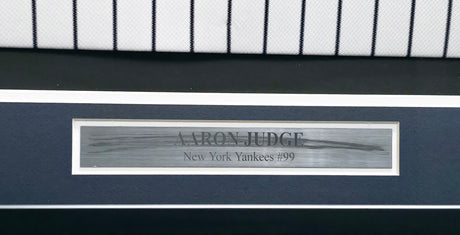 AARON JUDGE
New York Yankees #99